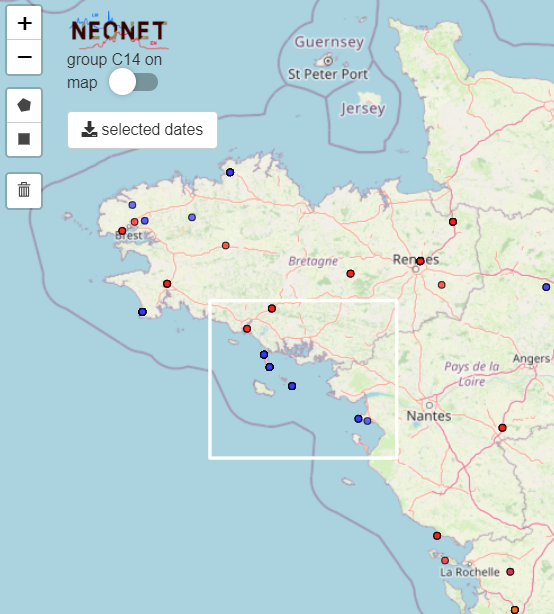 +
−
NEONET
group C14 on
map
selected dates
Guernsey
St Peter Port
Jersey
Brest
Bretagne
Rennes
Pays de la
Loire
Angers
Nantes
La Rochelle